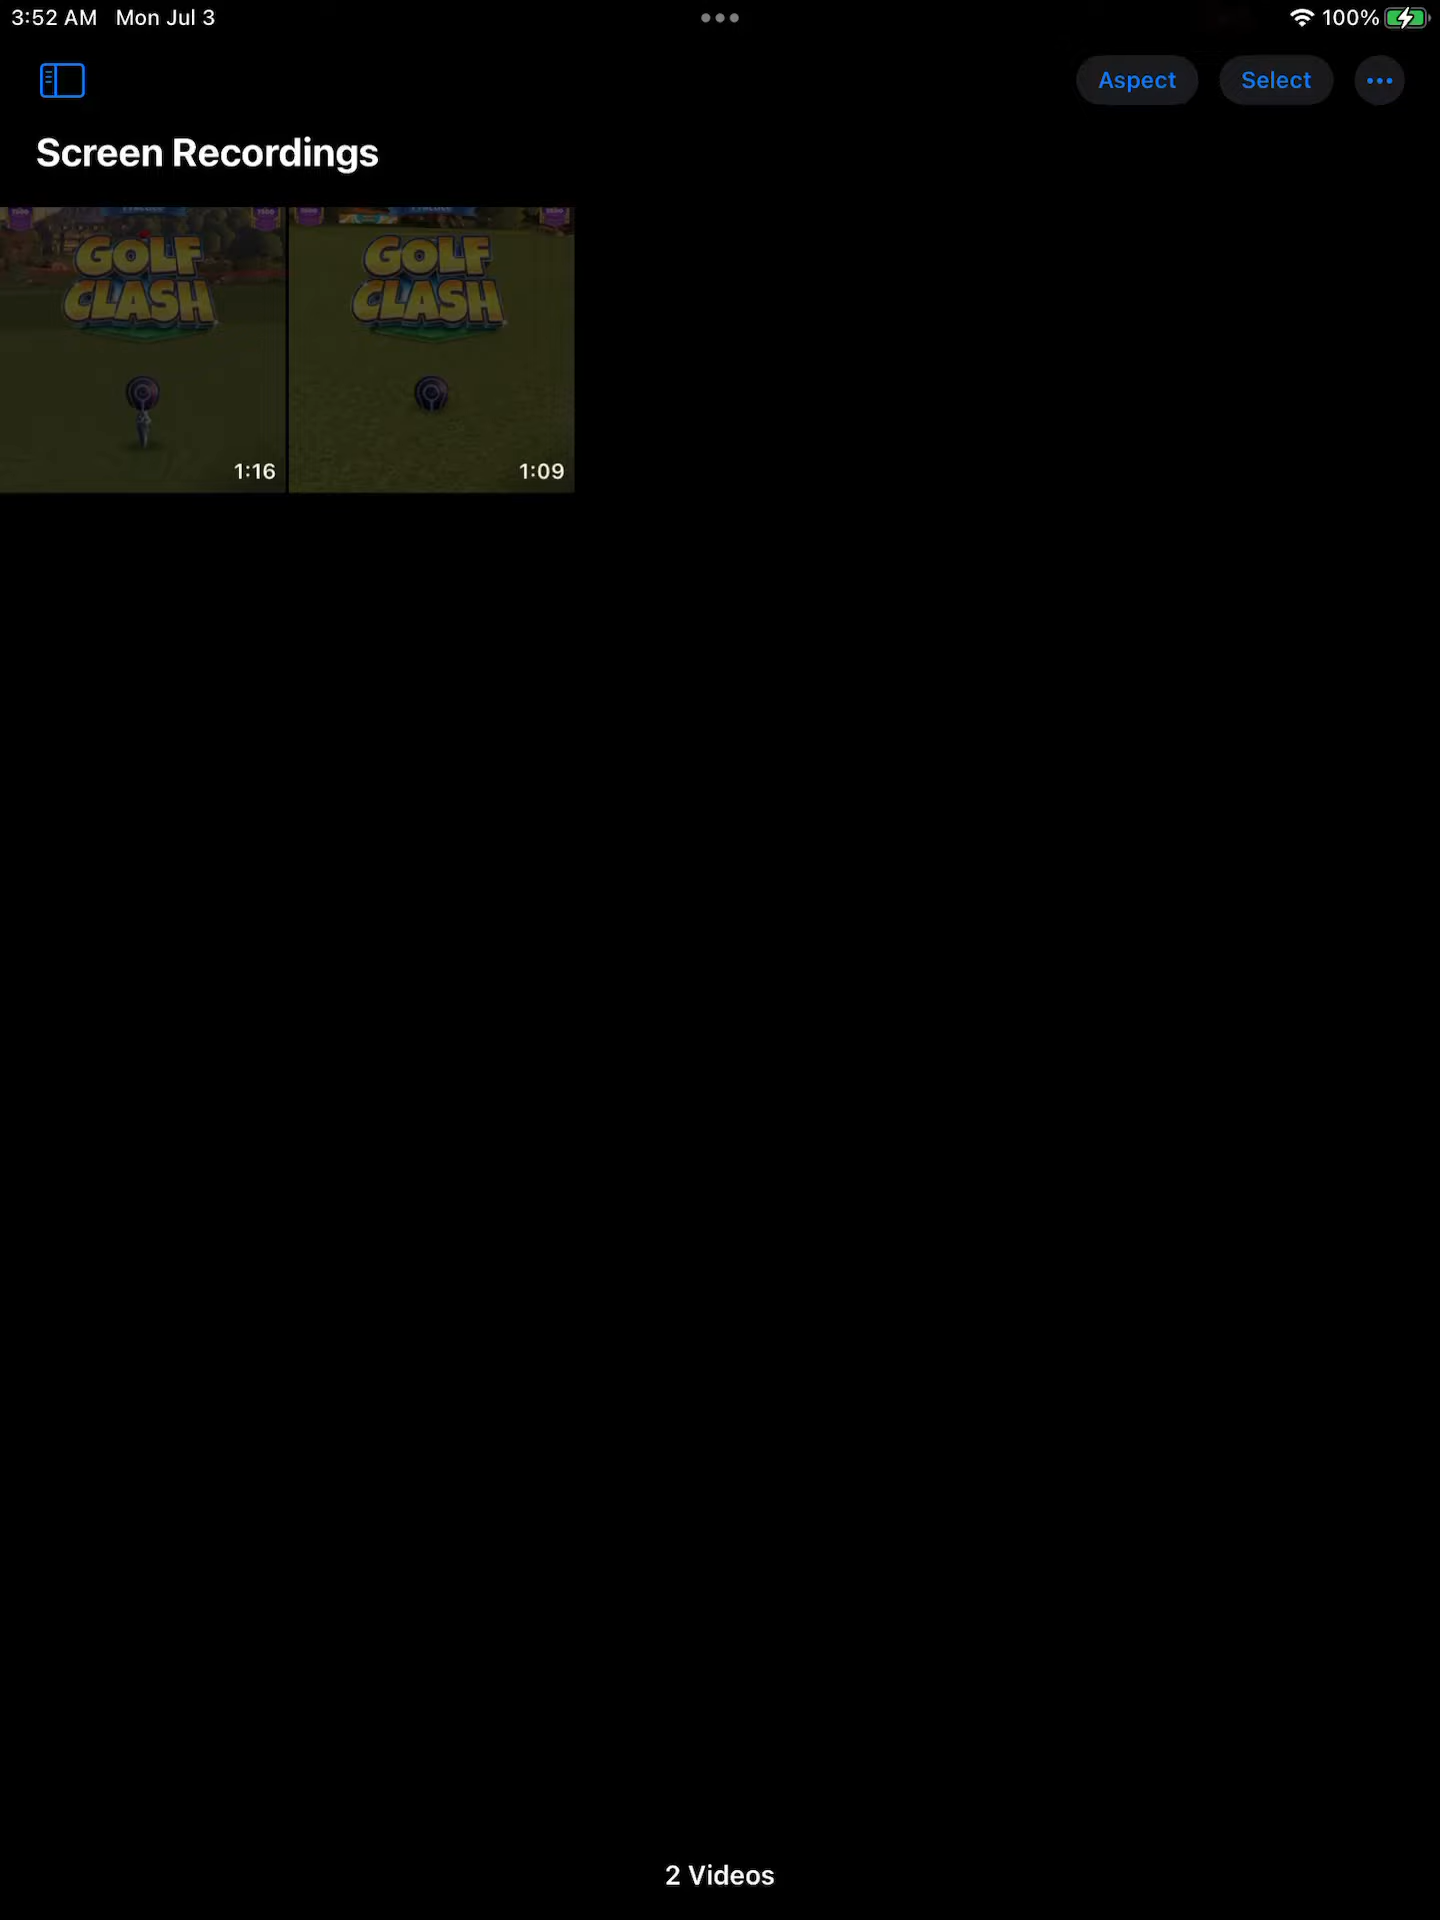 3:52 AM Mon Jul 3
100%
Aspect
Select
Screen Recordings
GOLF
CLASH
1:16
GOLF
CLASH
1:09
2 Videos